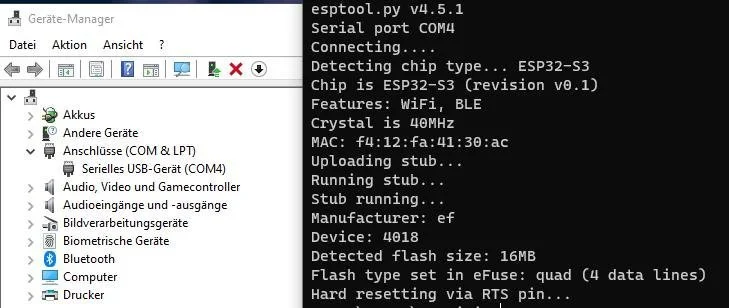 Geräte-Manager
Datei Aktion Ansicht ?
Akkus
Andere Geräte
Anschlüsse (COM & LPT)
Serielles USB-Gerät (COM4)
Audio, Video und Gamecontroller
Audioeingänge und -ausgänge
Bildverarbeitungsgeräte
Biometrische Geräte
Bluetooth
Computer
Drucker
esptool.py v4.5.1
Serial port COM4
Connecting....
Detecting chip type... ESP32-S3
Chip is ESP32-S3 (revision v0.1)
Features: WiFi, BLE
Crystal is 40MHz
MAC: f4:12:fa:41:30:ac
Uploading stub...
Running stub...
Stub running...
Manufacturer: ef
Device: 4018
Detected flash size: 16MB
Flash type set in eFuse: quad (4 data lines)
Hard resetting via RTS pin...